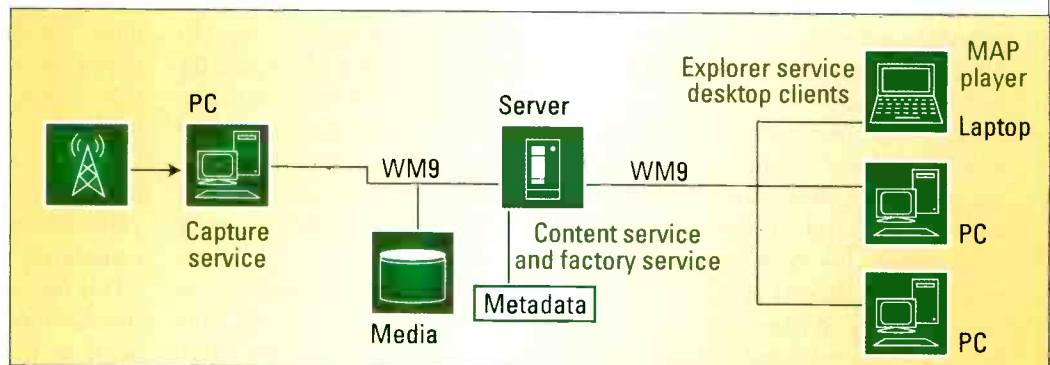 PC
Capture
service
WM9
Media
Server
Content service
and factory service
Metadata
WM9
Explorer service
desktop clients
MAP
player
Laptop
PC
PC